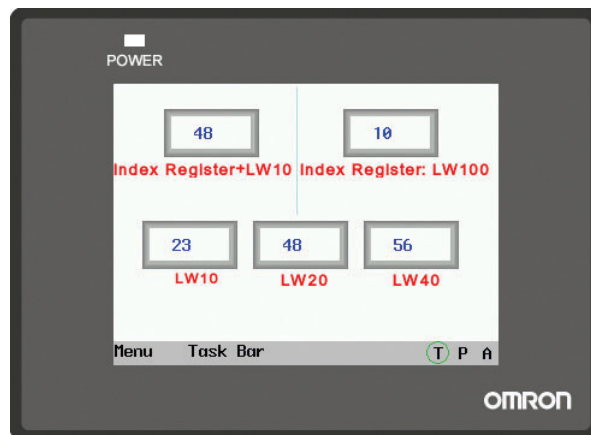 POWER
48
10
Index Register+LW10
Index Register: LW100
23
48
56
LW10
LW20
LW40
Menu
Task Bar
T P A
OMRON